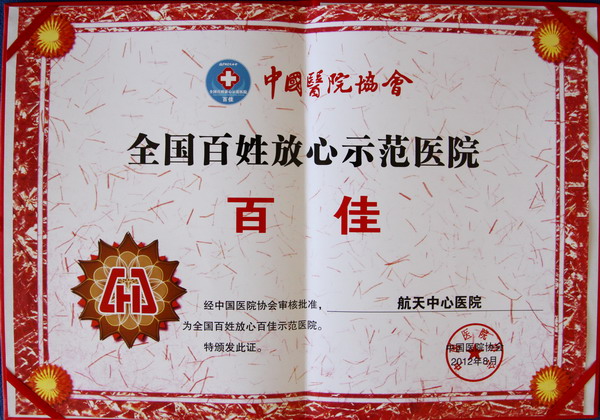 中國醫院協會
百姓
全国百姓放心示范医院
百 佳
经中国医院协会审核批准, 航天中心医院
为全国百姓放心百佳示范医院。
特颁发此证。
中国医院协会
2012年8月